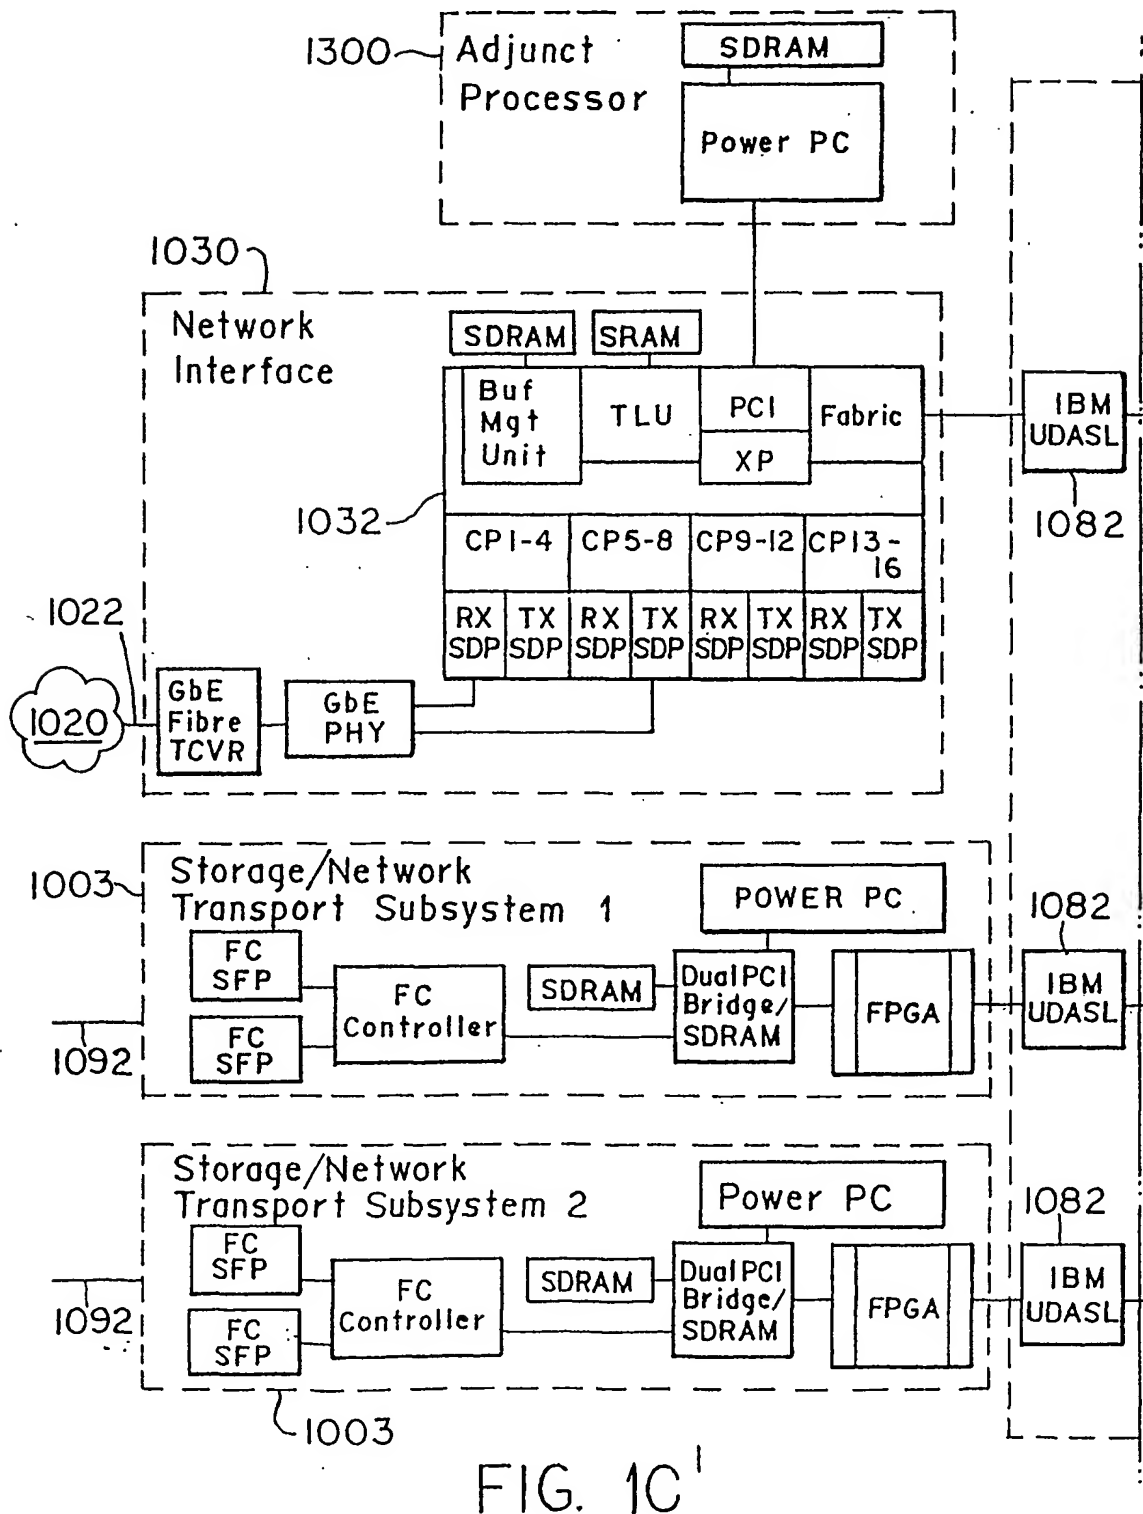 1300
Adjunct
Processor
SDRAM
Power PC
1030
Network
Interface
SDRAM
SRAM
Buf
Mgt
Unit
TLU
PCI
XP
Fabric
IBM
UDASL
1082
1032
CP1-4
CP5-8
CP9-12
CP13-
16
RX
SDP
TX
SDP
RX
SDP
TX
SDP
RX
SDP
TX
SDP
RX
SDP
TX
SDP
1022
1020
GbE
Fibre
TCVR
GbE
PHY
1003
Storage/Network
Transport Subsystem 1
POWER PC
FC
SFP
FC
SFP
FC
Controller
SDRAM
Dual PCI
Bridge/
SDRAM
FPGA
1082
IBM
UDASL
1092
Storage/Network
Transport Subsystem 2
Power PC
FC
SFP
FC
SFP
FC
Controller
SDRAM
Dual PCI
Bridge/
SDRAM
FPGA
1082
IBM
UDASL
1092
1003
FIG. 1C'